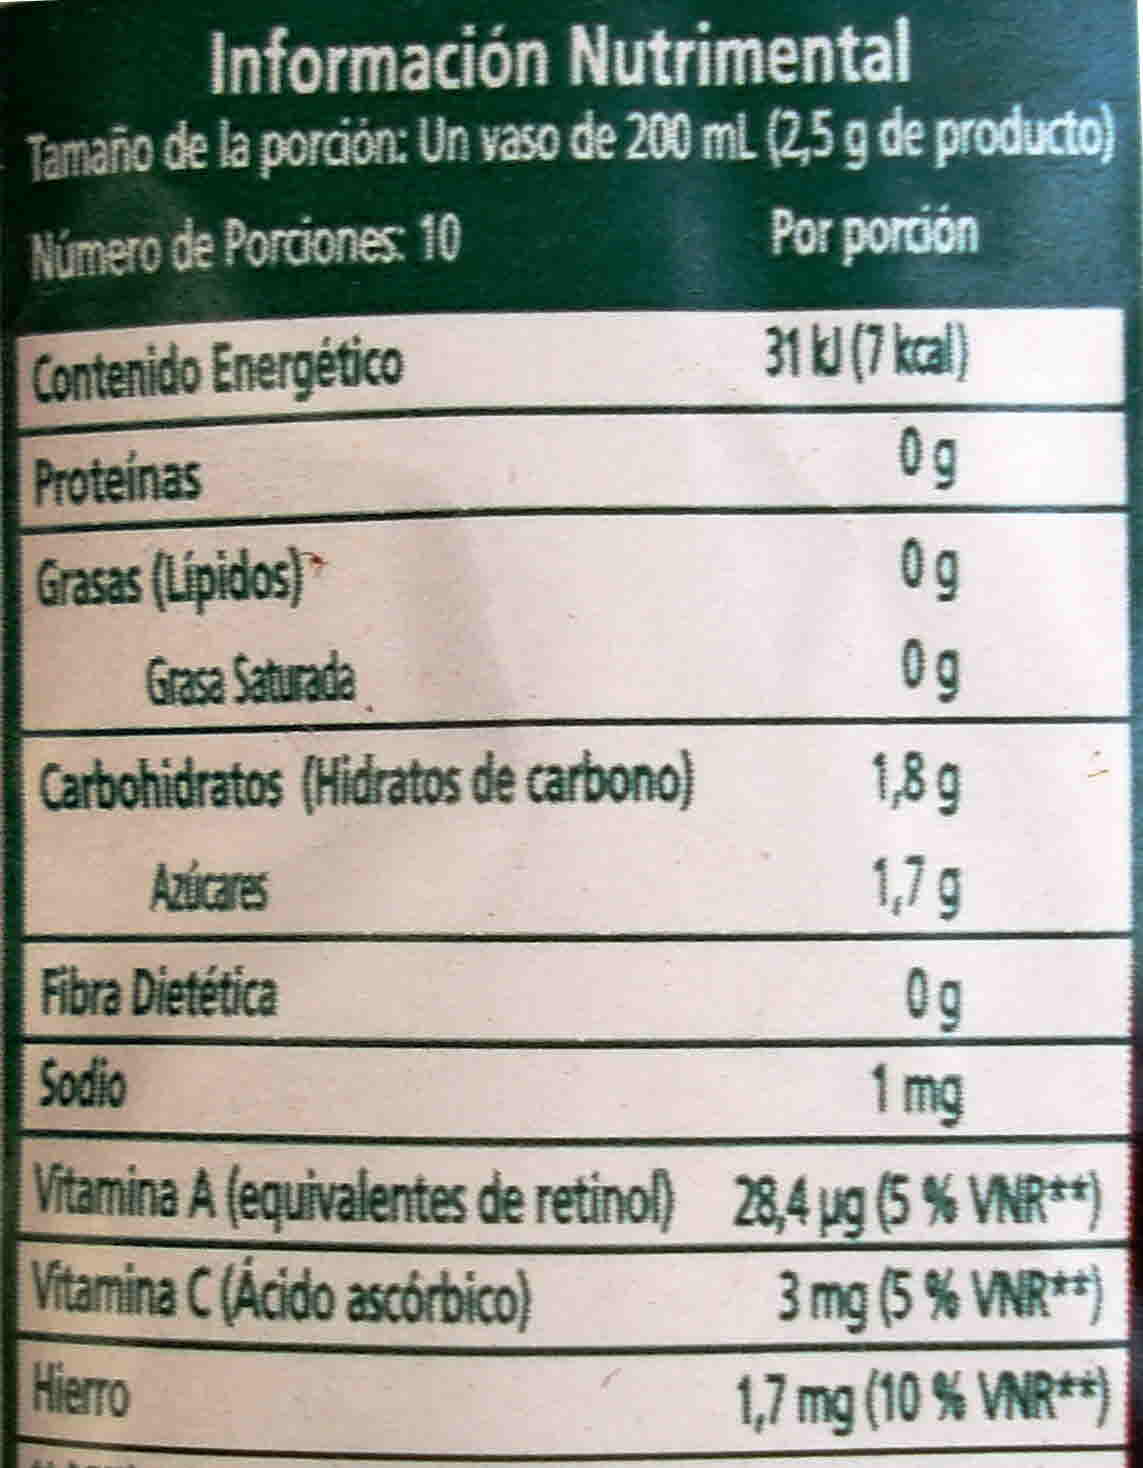 Información Nutrimental
Tamaño de la porción: Un vaso de 200 mL (2,5 g de producto)
Número de Porciones: 10 Por porción
Contenido Energético 31 kJ (7 kcal)
Proteínas 0 g
Grasas (Lípidos) 0 g
Grasa Saturada 0 g
Carbohidratos (Hidratos de carbono) 1,8 g
Azúcares 1,7 g
Fibra Dietética 0 g
Sodio 1 mg
Vitamina A (equivalentes de retinol) 28,4 µg (5 % VNR**)
Vitamina C (Ácido ascórbico) 3 mg (5 % VNR**)
Hierro 1,7 mg (10 % VNR**)